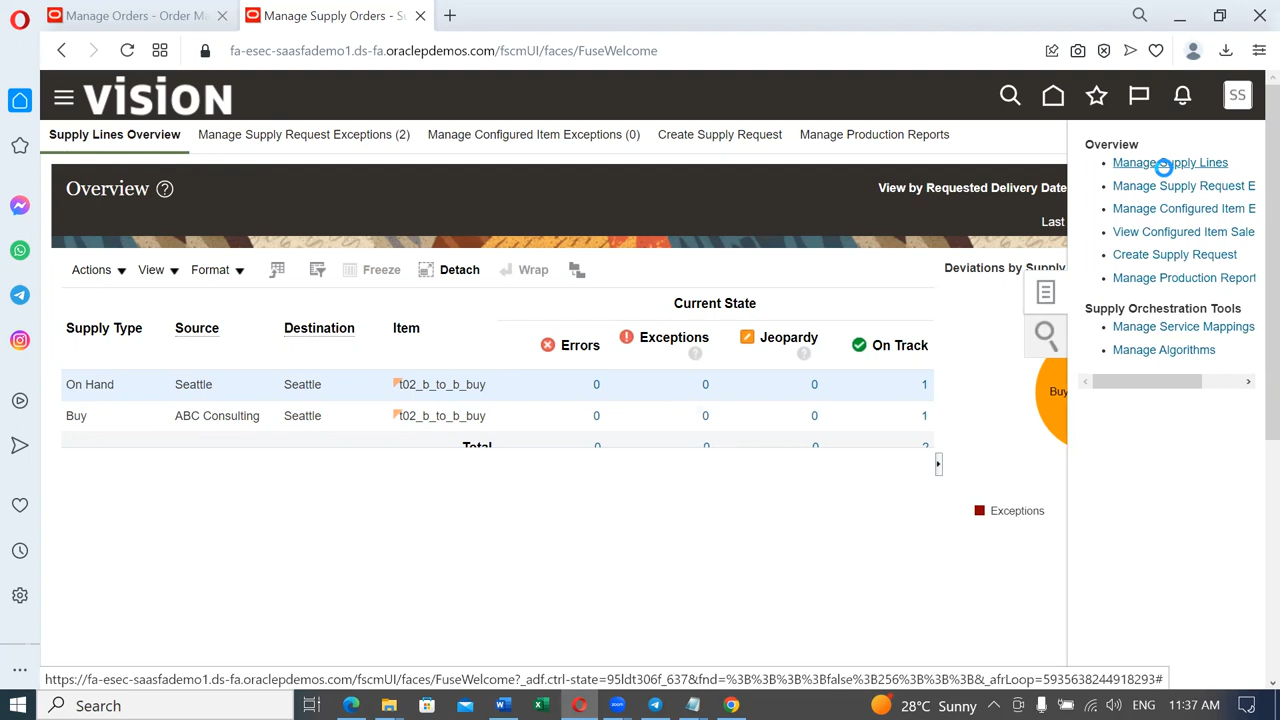 Manage Orders - Order Ma
Manage Supply Orders - S
fa-esec-saasfademo1.ds-fa.oraclepdemos.com/fscmUI/faces/FuseWelcome
vision
SS
Supply Lines Overview
Manage Supply Request Exceptions (2)
Manage Configured Item Exceptions (0)
Create Supply Request
Manage Production Reports
Overview ?
View by Requested Delivery Date
Last
Actions
View
Format
Freeze
Detach
Wrap
Deviations by Supply
Current State
Supply Type
Source
Destination
Item
Errors
Exceptions
Jeopardy
On Track
On Hand
Seattle
Seattle
t02_b_to_b_buy
0
0
0
1
Buy
ABC Consulting
Seattle
t02_b_to_b_buy
0
0
0
1
Total
0
0
0
2
Buy
Exceptions
Overview
Manage Supply Lines
Manage Supply Request E
Manage Configured Item E
View Configured Item Sale
Create Supply Request
Manage Production Report
Supply Orchestration Tools
Manage Service Mappings
Manage Algorithms
https://fa-esec-saasfademo1.ds-fa.oraclepdemos.com/fscmUI/faces/FuseWelcome?_adf.ctrl-state=95ldt306f_637&fnd=%3B%3B%3B%3Bfalse%3B256%3B%3B%3B&_afrLoop=5935638244918293#
Search
28°C Sunny
ENG
11:37 AM